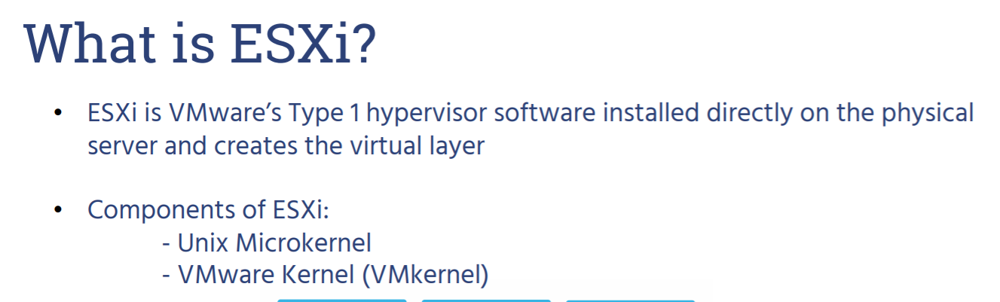 What is ESXi?
• ESXi is VMware’s Type 1 hypervisor software installed directly on the physical
server and creates the virtual layer
• Components of ESXi:
- Unix Microkernel
- VMware Kernel (VMkernel)